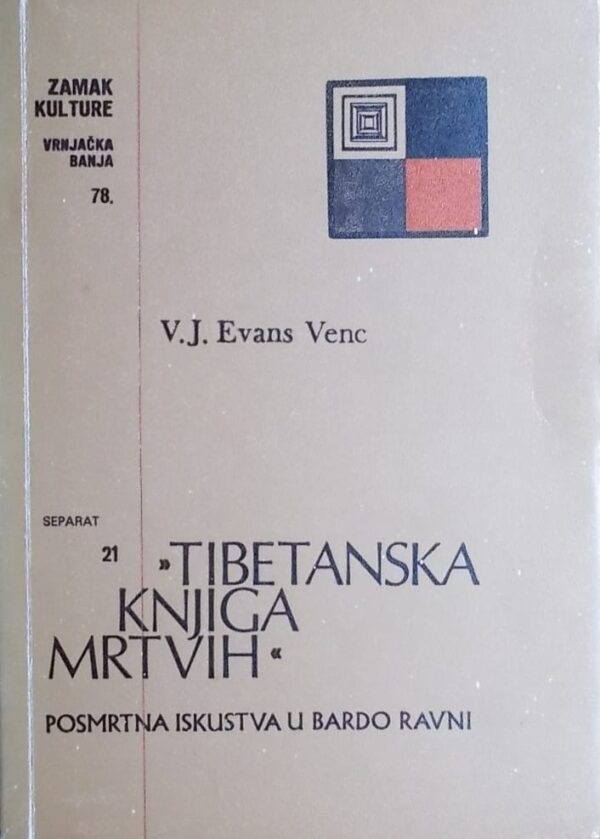 ZAMAK
KULTURE
VRNJAČKA
BANJA
78.
V.J. Evans Venc
SEPARAT
21
»TIBETANSKA
KNJIGA
MRTVIH«
POSMRTNA ISKUSTVA U BARDO RAVNI